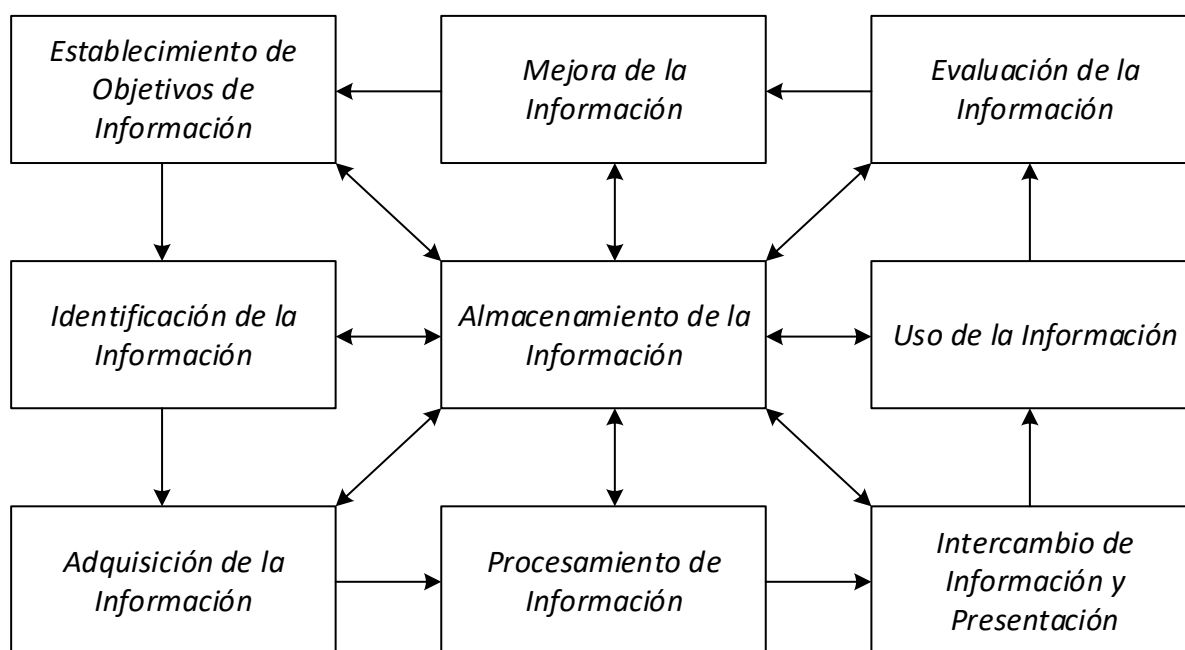 Establecimiento de
Objetivos de
Información
Mejora de la
Información
Evaluación de la
Información
Identificación de la
Información
Almacenamiento de la
Información
Uso de la Información
Adquisición de la
Información
Procesamiento de
Información
Intercambio de
Información y
Presentación